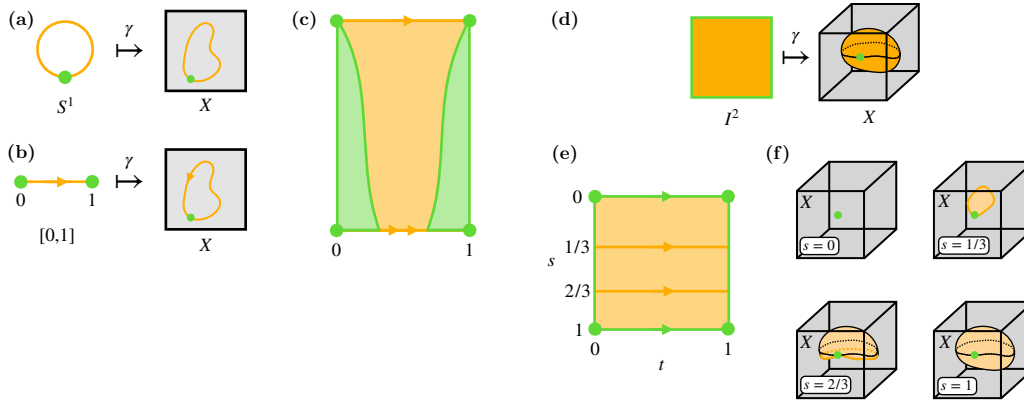 (a)
γ
S¹
X
(b)
γ
0 1
[0,1]
X
(c)
0 1
(d)
γ
I²
X
(e)
0
1/3
s
2/3
1
0 1
t
(f)
X
s = 0
X
s = 1/3
X
s = 2/3
X
s = 1